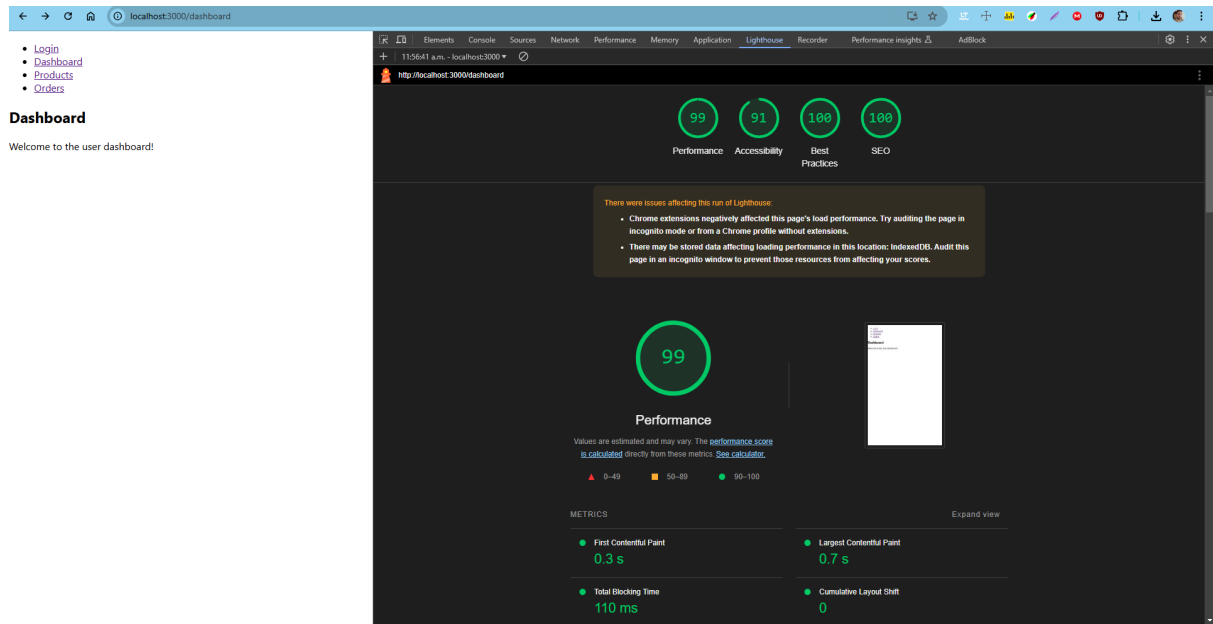 localhost:3000/dashboard
Login
Dashboard
Products
Orders
Dashboard
Welcome to the user dashboard!
Elements Console Sources Network Performance Memory Application Lighthouse Recorder Performance insights AdBlock
11:56:41 a.m. - localhost:3000
http://localhost:3000/dashboard
99 91 100 100
Performance Accessibility Best Practices SEO
There were issues affecting this run of Lighthouse:
Chrome extensions negatively affected this page's load performance. Try auditing the page in
incognito mode or from a Chrome profile without extensions.
There may be stored data affecting loading performance in this location: IndexedDB. Audit this
page in an incognito window to prevent those resources from affecting your scores.
99
Performance
Values are estimated and may vary. The performance score
is calculated directly from these metrics. See calculator.
0–49 50–89 90–100
METRICS Expand view
First Contentful Paint
0.3 s
Largest Contentful Paint
0.7 s
Total Blocking Time
110 ms
Cumulative Layout Shift
0